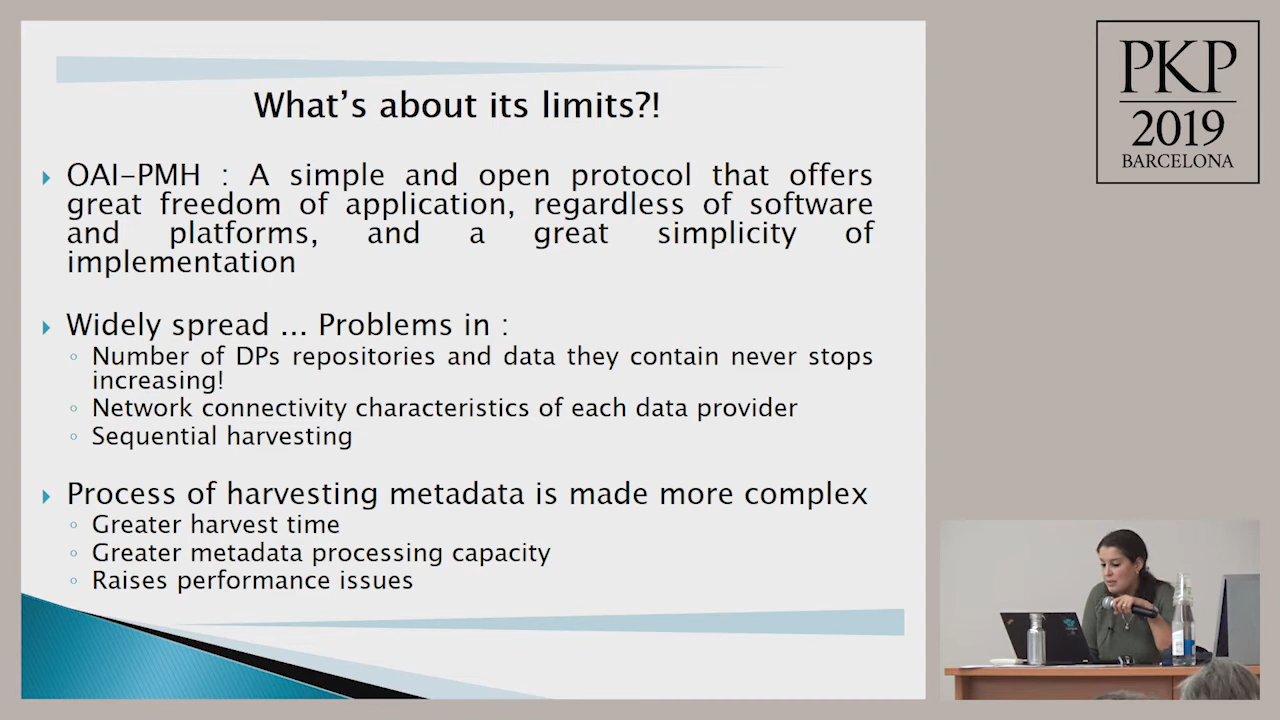 What's about its limits?!
OAI-PMH : A simple and open protocol that offers
great freedom of application, regardless of software
and platforms, and a great simplicity of
implementation
Widely spread ... Problems in :
Number of DPs repositories and data they contain never stops
increasing!
Network connectivity characteristics of each data provider
Sequential harvesting
Process of harvesting metadata is made more complex
Greater harvest time
Greater metadata processing capacity
Raises performance issues
PKP
2019
BARCELONA